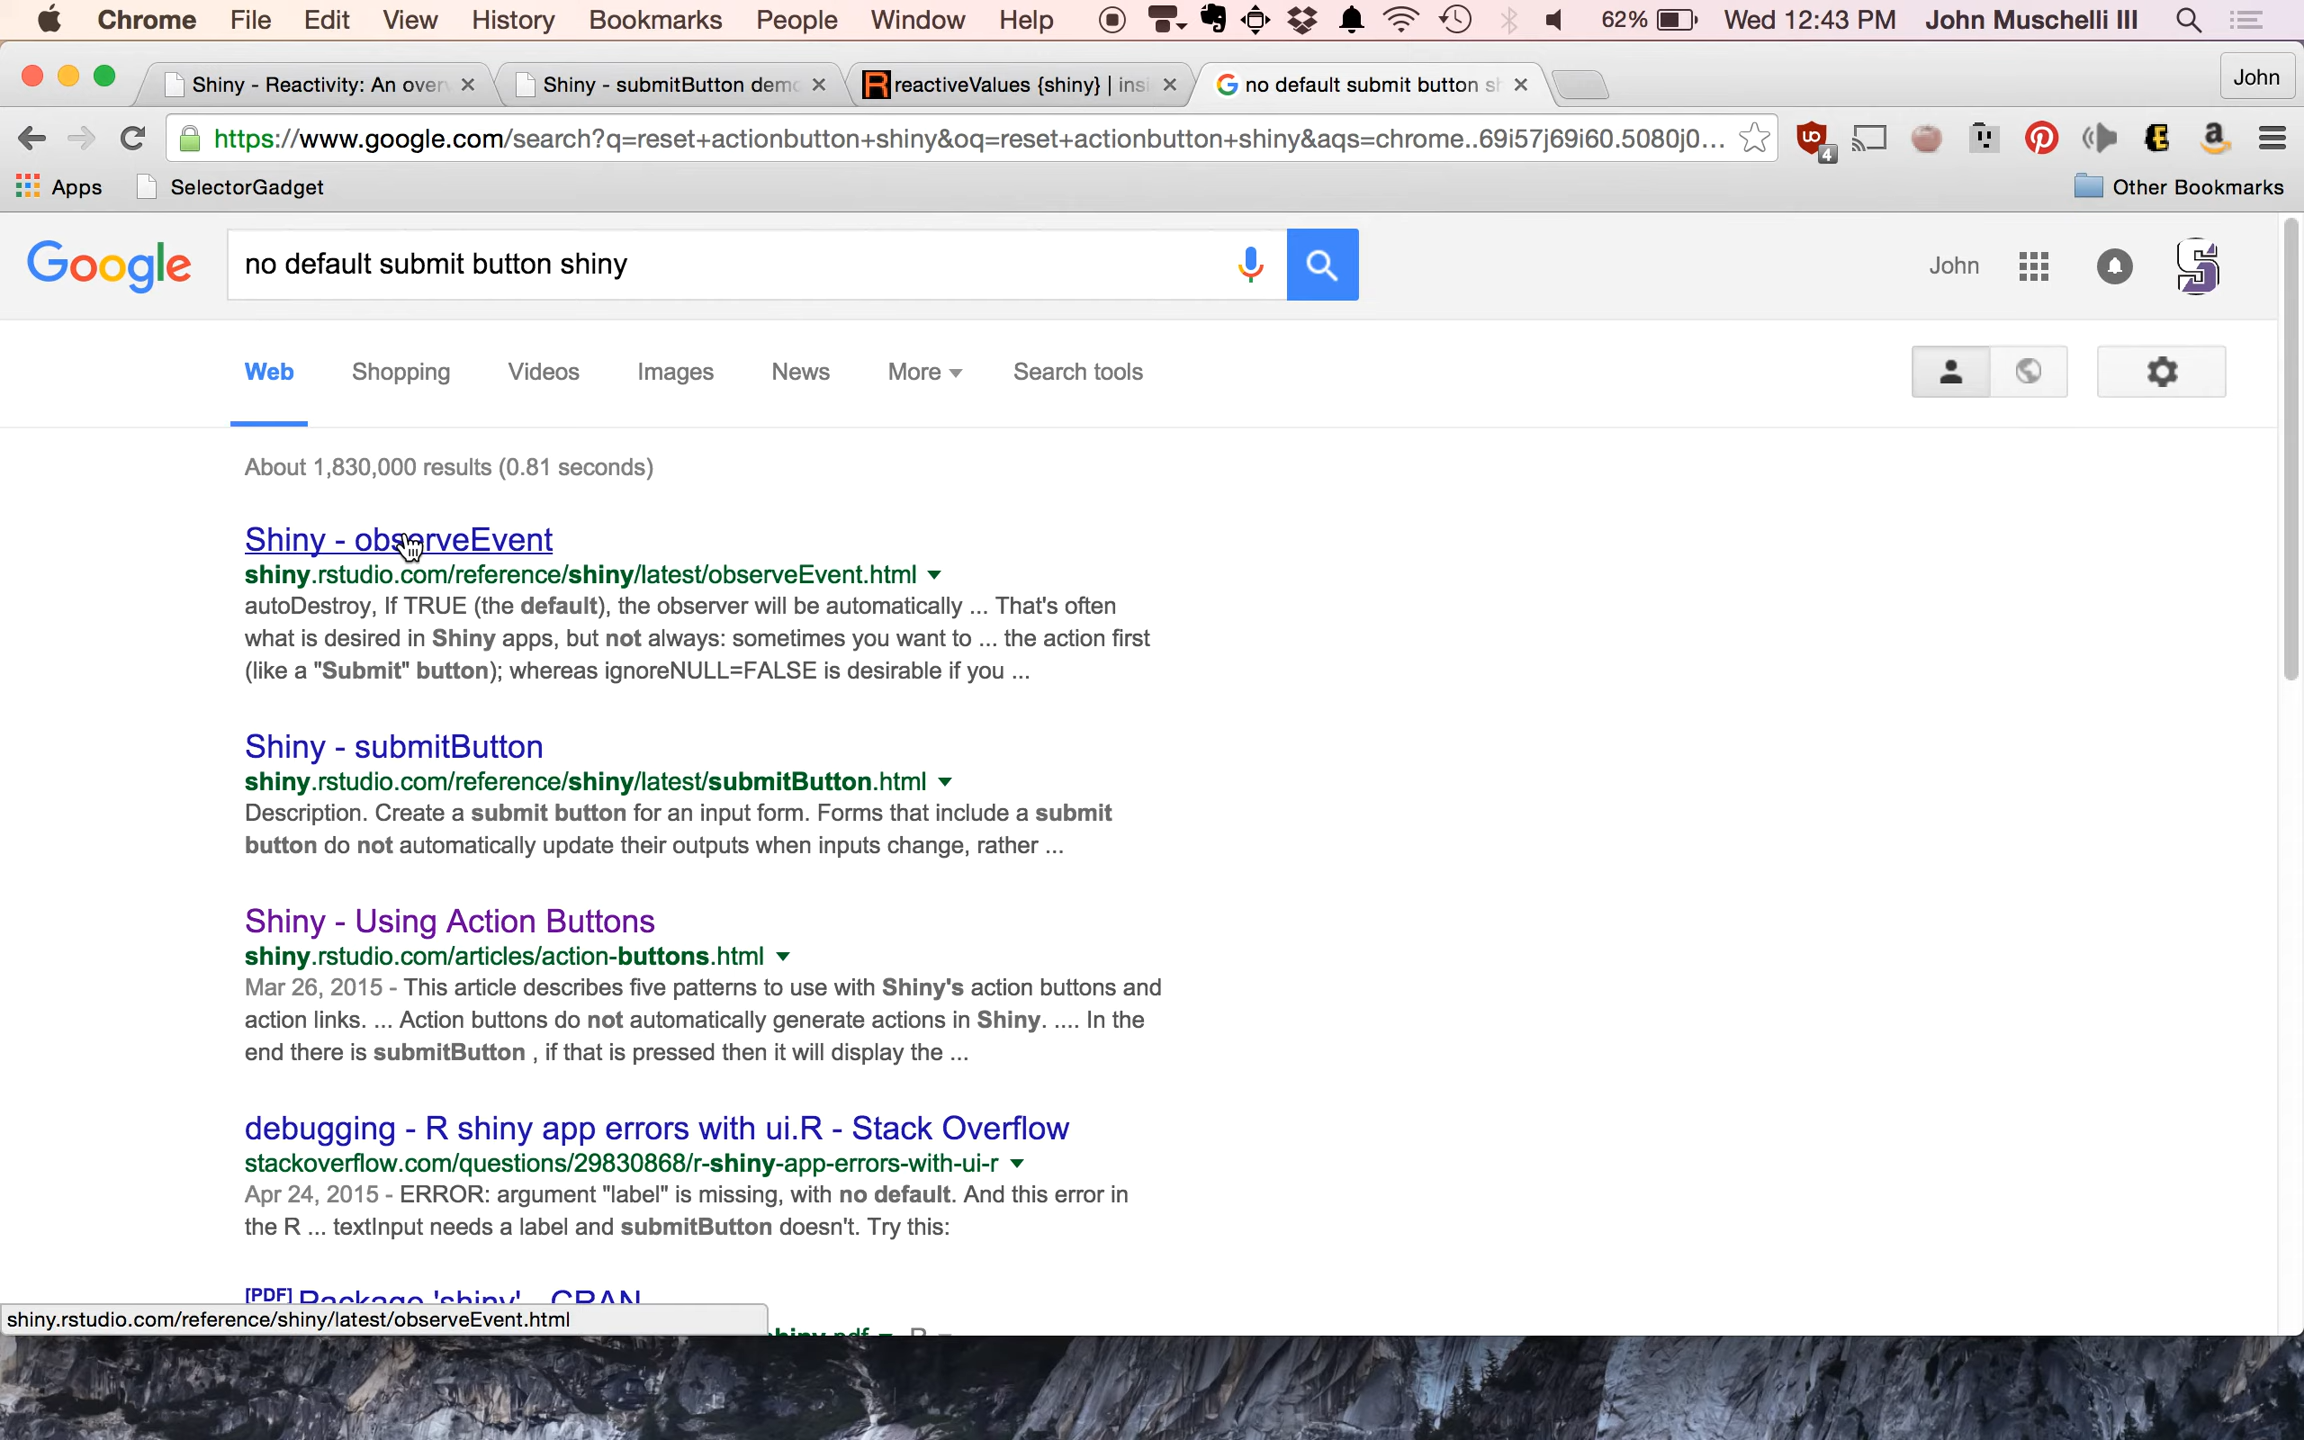 Chrome File Edit View History Bookmarks People Window Help 62% Wed 12:43 PM John Muschelli III
Shiny - Reactivity: An over Shiny - submitButton demo reactiveValues {shiny} | insi no default submit button sh John
https://www.google.com/search?q=reset+actionbutton+shiny&oq=reset+actionbutton+shiny&aqs=chrome..69i57j69i60.5080j0... 4
Apps SelectorGadget Other Bookmarks
Google no default submit button shiny John
Web Shopping Videos Images News More Search tools
About 1,830,000 results (0.81 seconds)
Shiny - observeEvent
shiny.rstudio.com/reference/shiny/latest/observeEvent.html
autoDestroy, If TRUE (the default), the observer will be automatically ... That's often
what is desired in Shiny apps, but not always: sometimes you want to ... the action first
(like a "Submit" button); whereas ignoreNULL=FALSE is desirable if you ...
Shiny - submitButton
shiny.rstudio.com/reference/shiny/latest/submitButton.html
Description. Create a submit button for an input form. Forms that include a submit
button do not automatically update their outputs when inputs change, rather ...
Shiny - Using Action Buttons
shiny.rstudio.com/articles/action-buttons.html
Mar 26, 2015 - This article describes five patterns to use with Shiny's action buttons and
action links. ... Action buttons do not automatically generate actions in Shiny. .... In the
end there is submitButton , if that is pressed then it will display the ...
debugging - R shiny app errors with ui.R - Stack Overflow
stackoverflow.com/questions/29830868/r-shiny-app-errors-with-ui-r
Apr 24, 2015 - ERROR: argument "label" is missing, with no default. And this error in
the R ... textInput needs a label and submitButton doesn't. Try this:
[PDF] Package 'shiny' - CRAN
shiny.rstudio.com/reference/shiny/latest/observeEvent.html